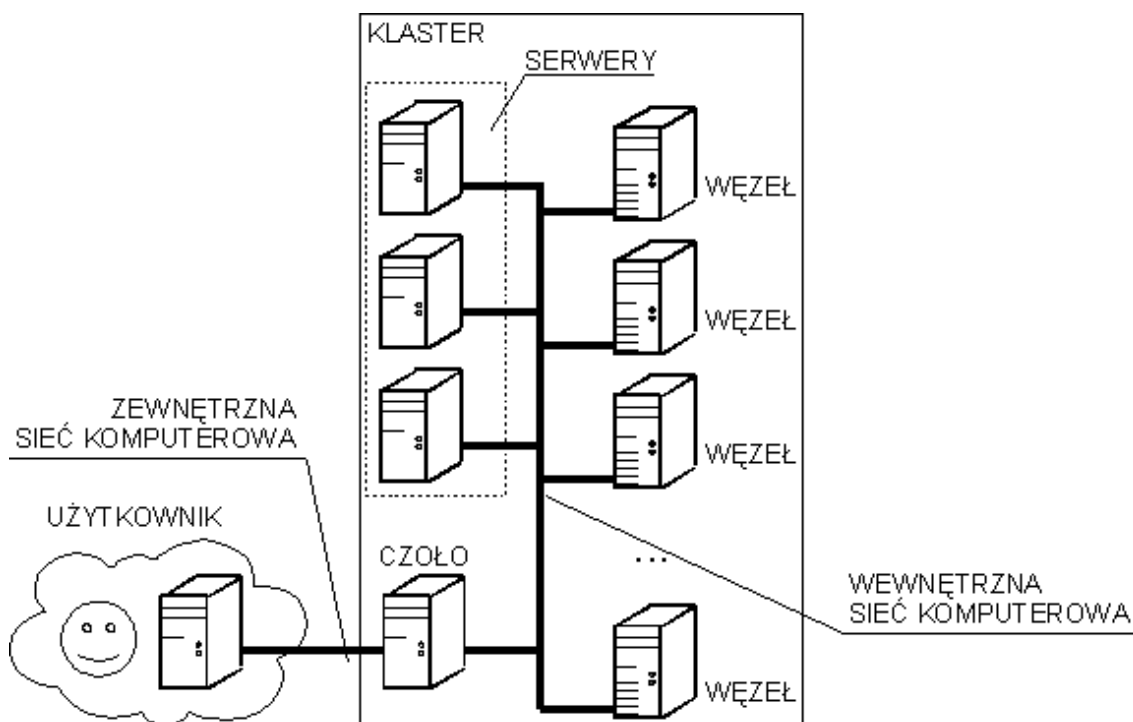 KLASTER
SERWERY
WĘZEŁ
WĘZEŁ
WĘZEŁ
ZEWNĘTRZNA
SIEĆ KOMPUTEROWA
UŻYTKOWNIK
CZOŁO
...
WEWNĘTRZNA
SIEĆ KOMPUTEROWA
WĘZEŁ